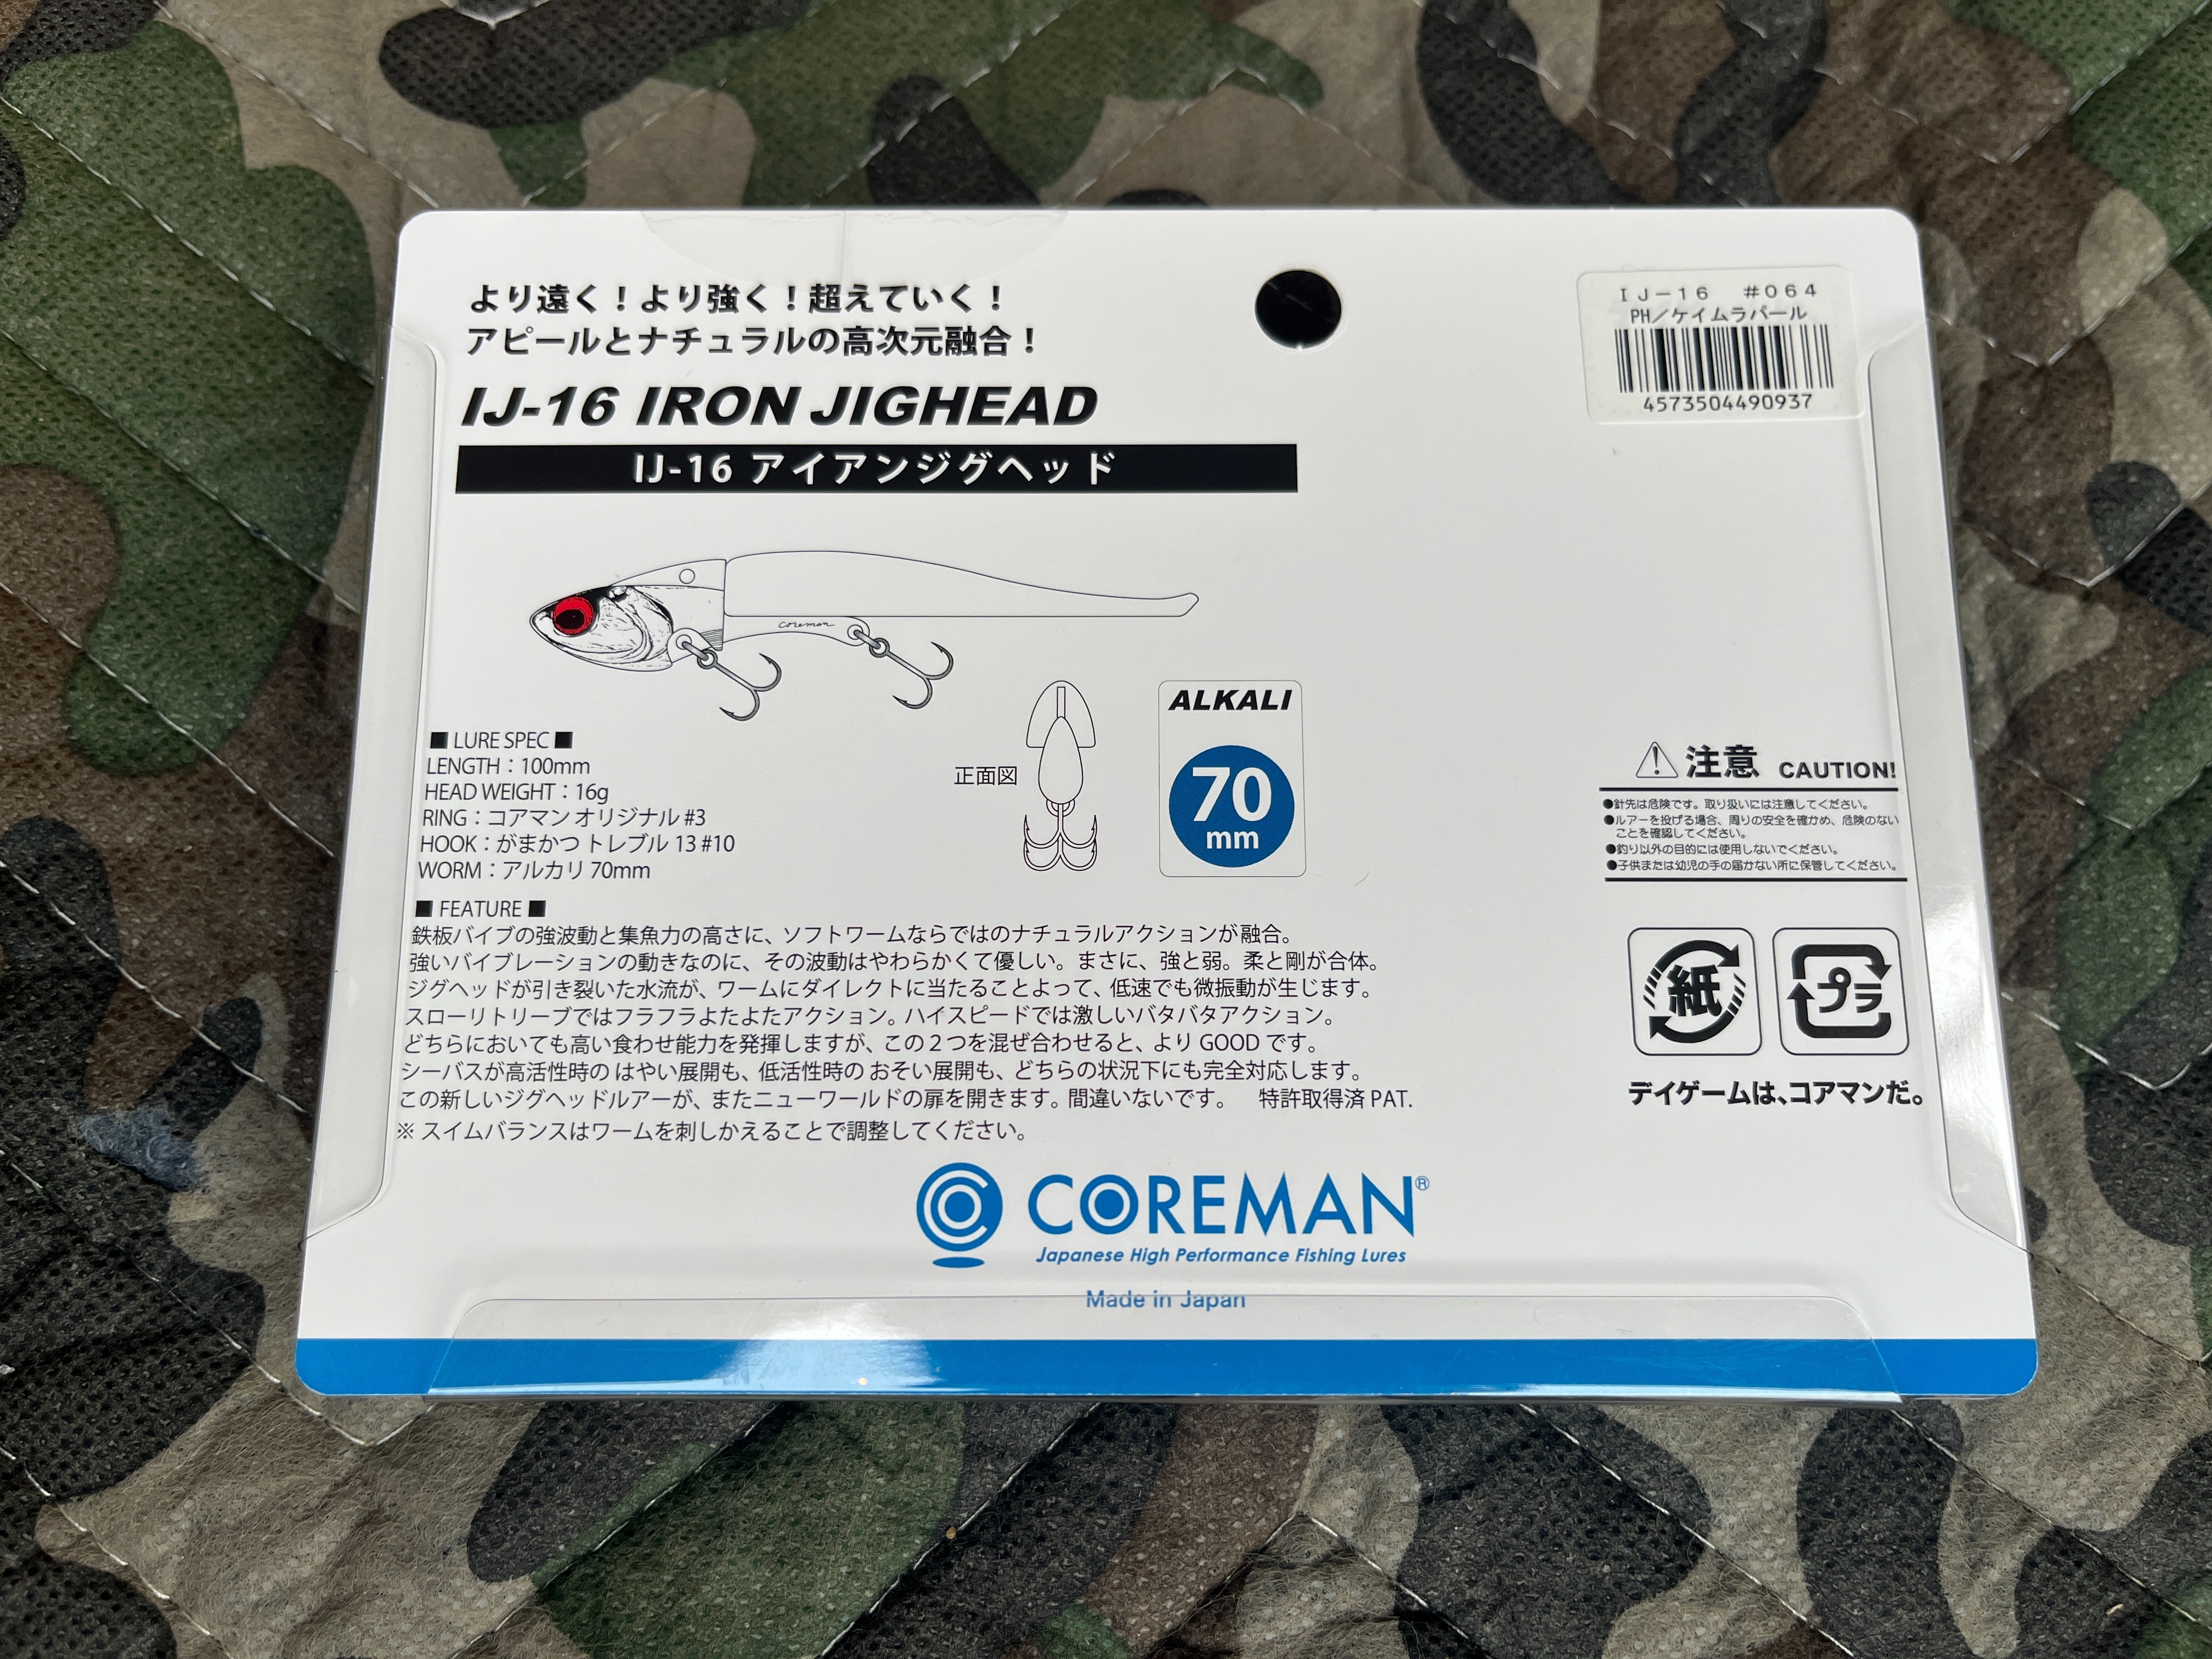 より遠く！より強く！超えていく！
アピールとナチュラルの高次元融合！
IJ-16 IRON JIGHEAD
IJ-16 アイアンジグヘッド
IJ－16 #064
PH／ケイムラパール
4573504490937
Coreman
正面図
ALKALI
70
mm
■ LURE SPEC ■
LENGTH：100mm
HEAD WEIGHT：16g
RING：コアマン オリジナル #3
HOOK：がまかつ トレブル 13 #10
WORM：アルカリ 70mm
■ FEATURE ■
鉄板バイブの強波動と集魚力の高さに、ソフトワームならではのナチュラルアクションが融合。
強いバイブレーションの動きなのに、その波動はやわらかくて優しい。まさに、強と弱。柔と剛が合体。
ジグヘッドが引き裂いた水流が、ワームにダイレクトに当たることよって、低速でも微振動が生じます。
スローリトリーブではフラフラよたよたアクション。ハイスピードでは激しいバタバタアクション。
どちらにおいても高い食わせ能力を発揮しますが、この２つを混ぜ合わせると、より GOOD です。
シーバスが高活性時の はやい展開も、低活性時の おそい展開も、どちらの状況下にも完全対応します。
この新しいジグヘッドルアーが、またニューワールドの扉を開きます。間違いないです。 特許取得済 PAT.
※ スイムバランスはワームを刺しかえることで調整してください。
注意 CAUTION!
●針先は危険です。取り扱いには注意してください。
●ルアーを投げる場合、周りの安全を確かめ、危険のない
ことを確認してください。
●釣り以外の目的には使用しないでください。
●子供または幼児の手の届かない所に保管してください。
紙
プラ
デイゲームは、コアマンだ。
COREMAN®
Japanese High Performance Fishing Lures
Made in Japan